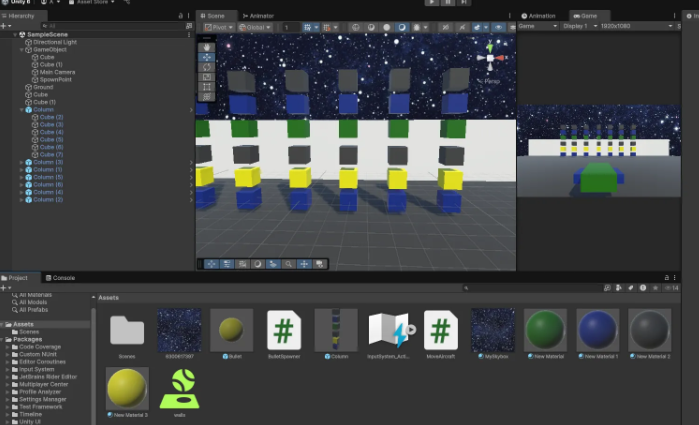 Unity 6
A
Asset Store
Hierarchy
Scene
Animator
Animation
Game
All
Pivot
Global
1
Game
Display 1
1920x1080
SampleScene
Directional Light
GameObject
Cube
Cube (1)
Main Camera
SpawnPoint
Ground
Cube
Cube (1)
Column
Cube (2)
Cube (3)
Cube (4)
Cube (5)
Cube (6)
Cube (7)
Column (3)
Column (1)
Column (5)
Column (6)
Column (4)
Column (2)
Persp
Project
Console
14
All Materials
All Models
All Prefabs
Assets
Scenes
Packages
Code Coverage
Custom NUnit
Editor Coroutines
Input System
JetBrains Rider Editor
Multiplayer Center
Profile Analyzer
Settings Manager
Test Framework
Timeline
Unity UI
Assets
Scenes
Bullet
BulletSpawner
Column
InputSystem_Acti...
MoveAircraft
MySkybox
New Material
New Material 1
New Material 2
New Material 3
walls